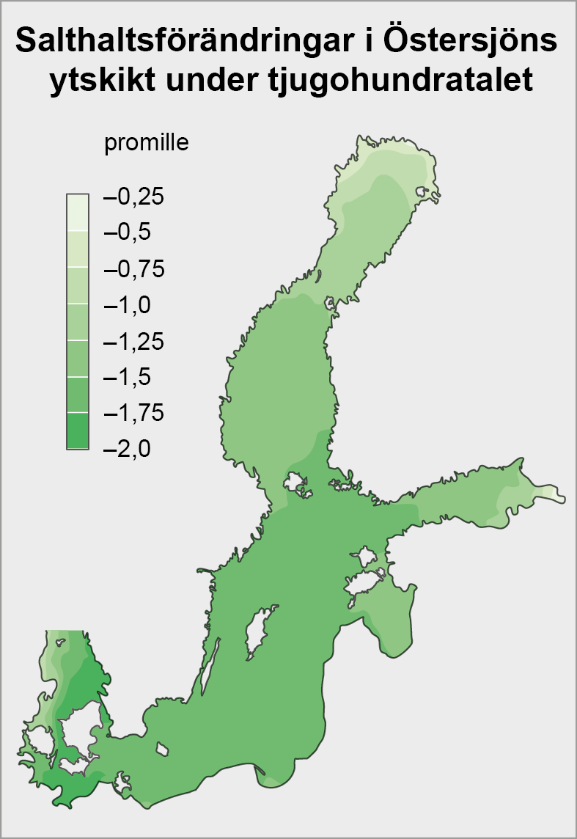 Salthaltsförändringar i Östersjöns
ytskikt under tjugohundratalet
promille
–0,25
–0,5
–0,75
–1,0
–1,25
–1,5
–1,75
–2,0